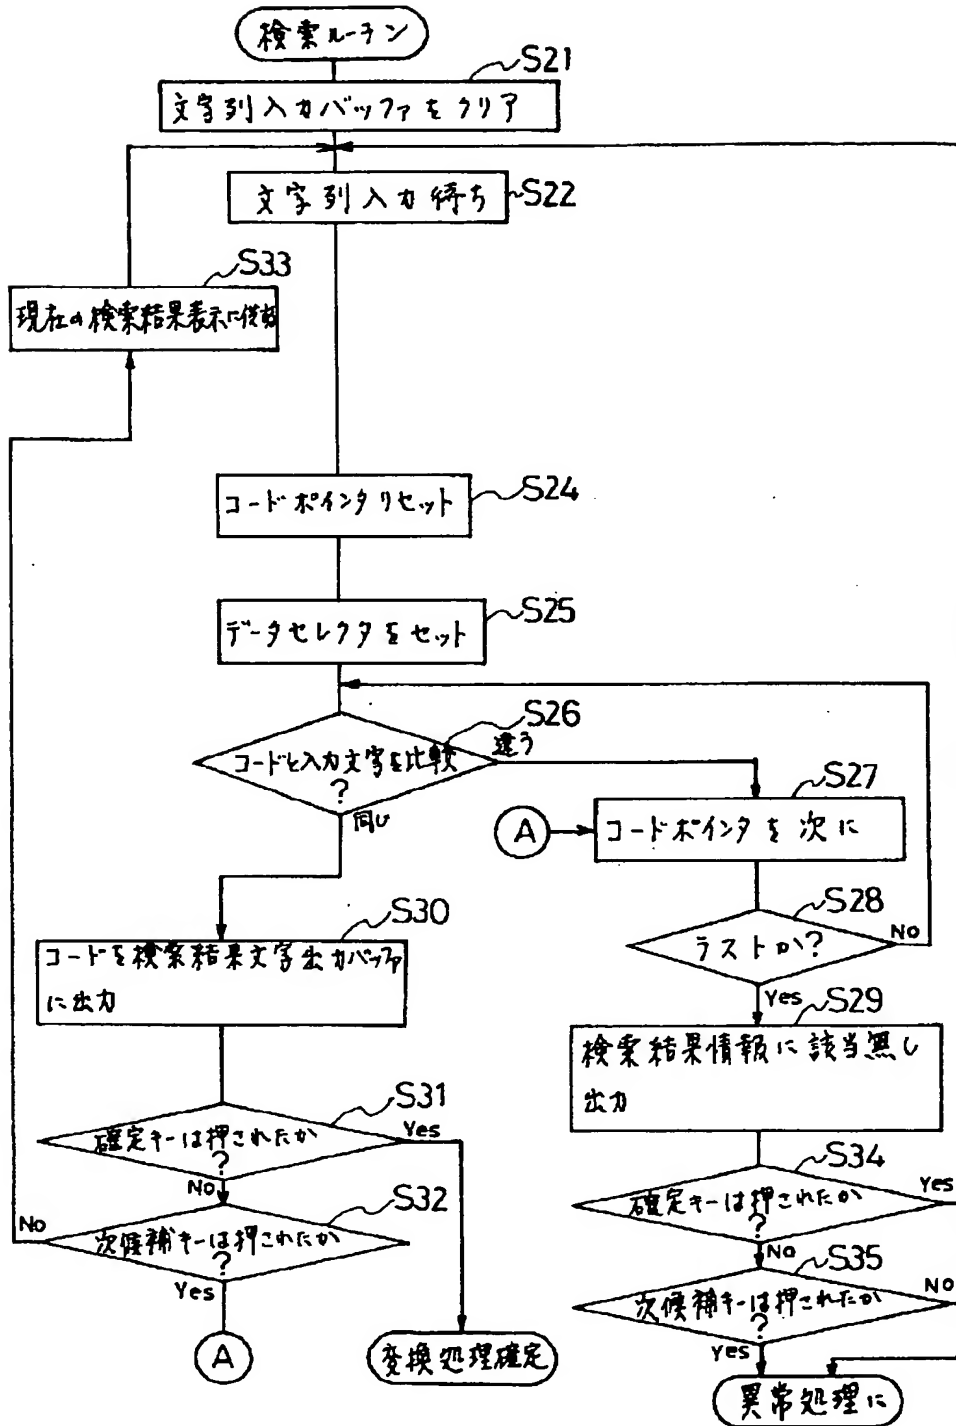 検索ルーチン
S21
文字列入力バッファをクリア
文字列入力待ち
S22
S33
現在の検索結果表示に
コードポインタリセット
S24
データセレクタをセット
S25
S26
コードと入力文字を比較
?
違う
同じ
S27
A
コードポインタを次に
S28
ラストか?
No
Yes
S29
検索結果情報に該当無し
出力
S30
コードを検索結果文字出力バッファ
に出力
S31
確定キーは押されたか
?
Yes
No
S32
次候補キーは押されたか
?
No
Yes
A
変換処理確定
S34
確定キーは押されたか
?
Yes
No
S35
次候補キーは押されたか
?
No
Yes
異常処理に